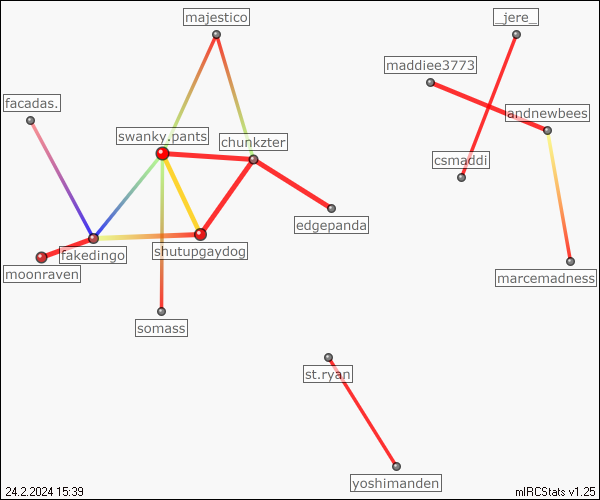 majestico
_jere_
maddiee3773
facadas.
andnewbees
swanky.pants
chunkzter
csmaddi
edgepanda
fakedingo
shutupgaydog
moonraven
marcemadness
somass
st.ryan
yoshimanden
24.2.2024 15:39
mIRCStats v1.25